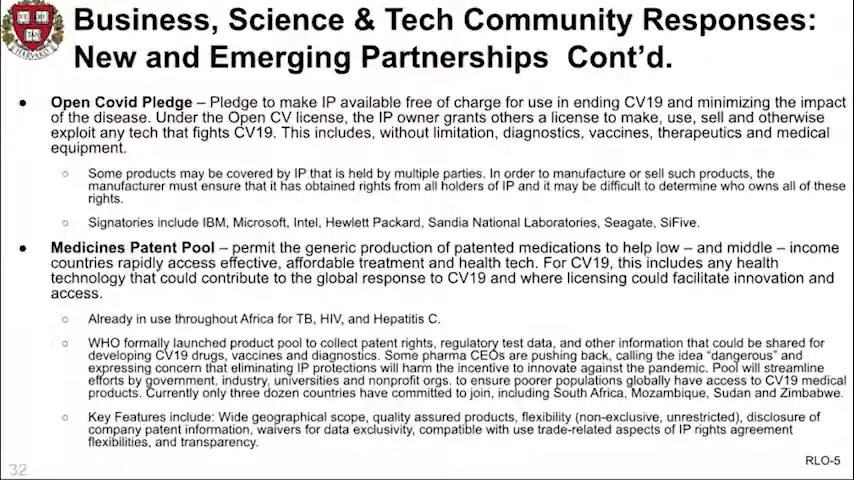 Business, Science & Tech Community Responses:
New and Emerging Partnerships Cont’d.
● Open Covid Pledge – Pledge to make IP available free of charge for use in ending CV19 and minimizing the impact
of the disease. Under the Open CV license, the IP owner grants others a license to make, use, sell and otherwise
exploit any tech that fights CV19. This includes, without limitation, diagnostics, vaccines, therapeutics and medical
equipment.
○ Some products may be covered by IP that is held by multiple parties. In order to manufacture or sell such products, the
manufacturer must ensure that it has obtained rights from all holders of IP and it may be difficult to determine who owns all of these
rights.
○ Signatories include IBM, Microsoft, Intel, Hewlett Packard, Sandia National Laboratories, Seagate, SiFive.
● Medicines Patent Pool – permit the generic production of patented medications to help low – and middle – income
countries rapidly access effective, affordable treatment and health tech. For CV19, this includes any health
technology that could contribute to the global response to CV19 and where licensing could facilitate innovation and
access.
○ Already in use throughout Africa for TB, HIV, and Hepatitis C.
○ WHO formally launched product pool to collect patent rights, regulatory test data, and other information that could be shared for
developing CV19 drugs, vaccines and diagnostics. Some pharma CEOs are pushing back, calling the idea “dangerous” and
expressing concern that eliminating IP protections will harm the incentive to innovate against the pandemic. Pool will streamline
efforts by government, industry, universities and nonprofit orgs. to ensure poorer populations globally have access to CV19 medical
products. Currently only three dozen countries have committed to join, including South Africa, Mozambique, Sudan and Zimbabwe.
○ Key Features include: Wide geographical scope, quality assured products, flexibility (non-exclusive, unrestricted), disclosure of
company patent information, waivers for data exclusivity, compatible with use trade-related aspects of IP rights agreement
flexibilities, and transparency.
RLO-5
32